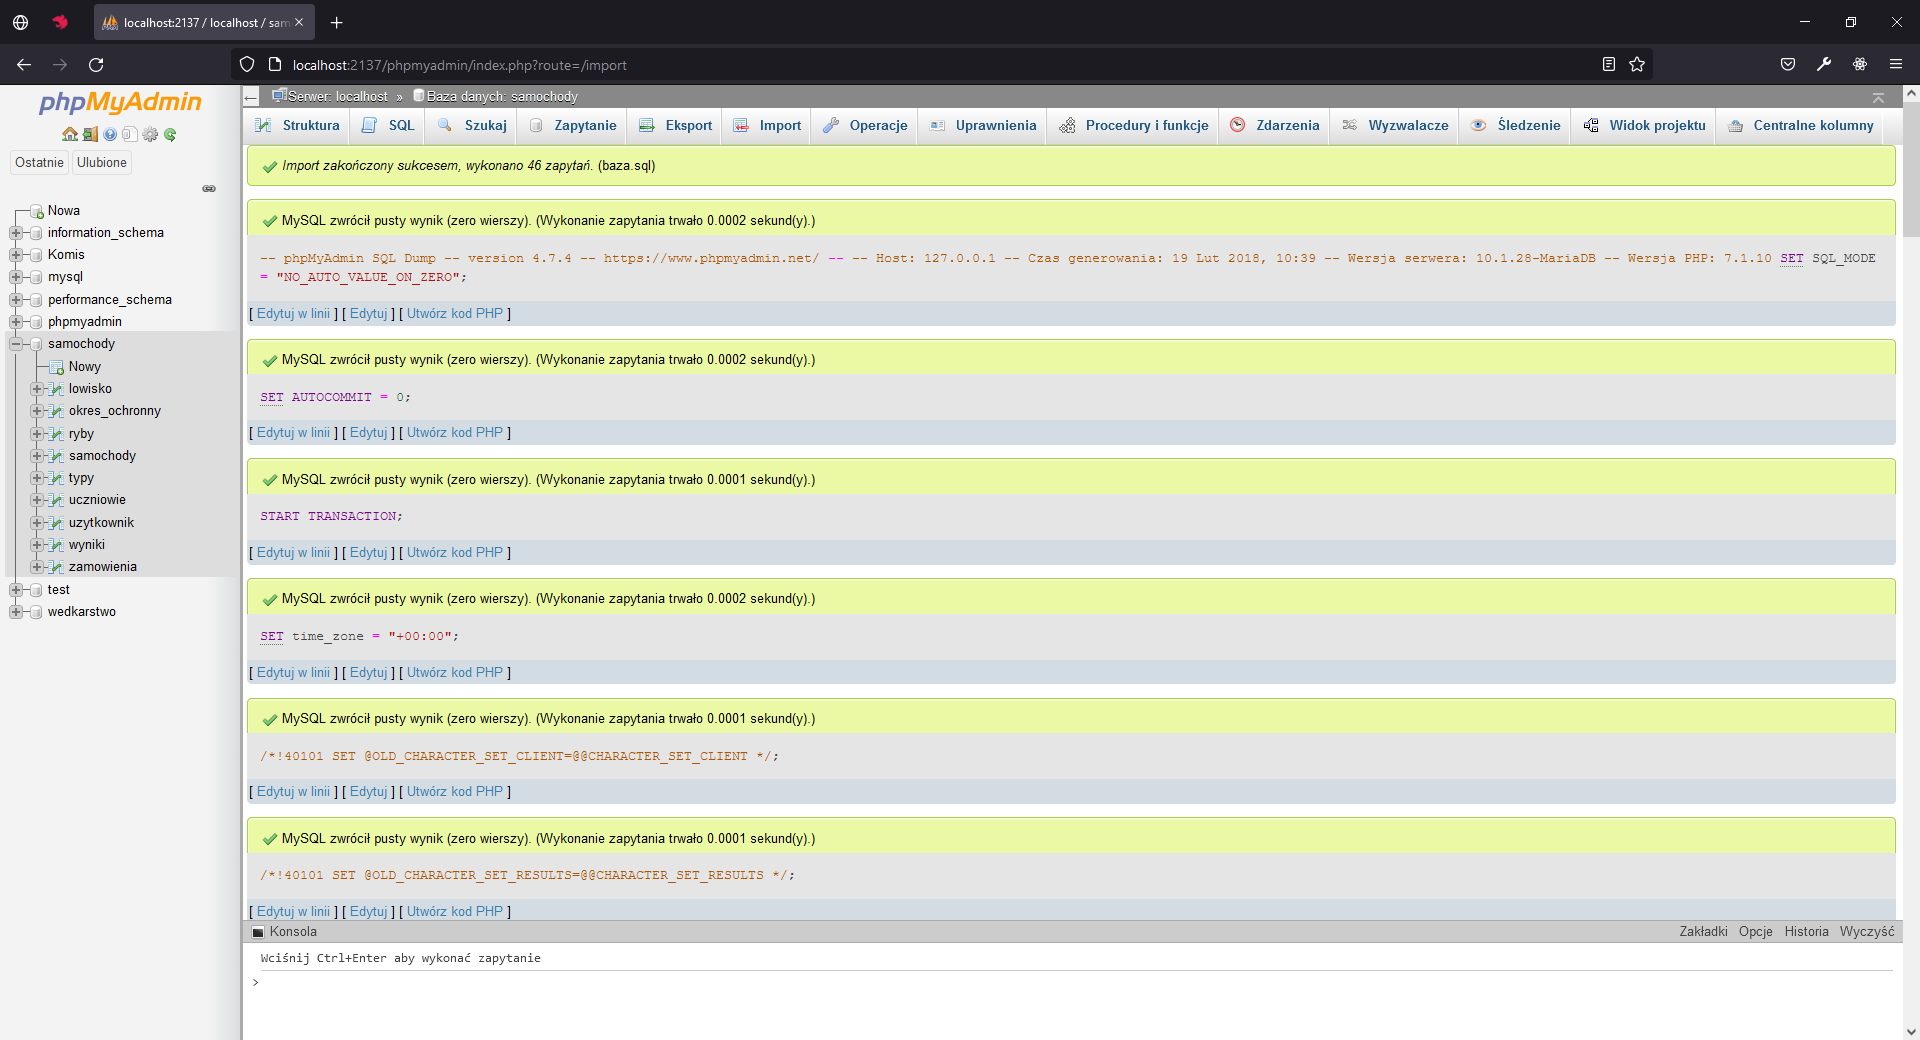 localhost:2137 / localhost / sam
localhost:2137/phpmyadmin/index.php?route=/import
phpMyAdmin
Ostatnie Ulubione
Nowa
information_schema
Komis
mysql
performance_schema
phpmyadmin
samochody
Nowy
lowisko
okres_ochronny
ryby
samochody
typy
uczniowie
uzytkownik
wyniki
zamowienia
test
wedkarstwo
Serwer: localhost » Baza danych: samochody
Struktura SQL Szukaj Zapytanie Eksport Import Operacje Uprawnienia Procedury i funkcje Zdarzenia Wyzwalacze Śledzenie Widok projektu Centralne kolumny
Import zakończony sukcesem, wykonano 46 zapytań. (baza.sql)
MySQL zwrócił pusty wynik (zero wierszy). (Wykonanie zapytania trwało 0.0002 sekund(y).)
-- phpMyAdmin SQL Dump -- version 4.7.4 -- https://www.phpmyadmin.net/ -- -- Host: 127.0.0.1 -- Czas generowania: 19 Lut 2018, 10:39 -- Wersja serwera: 10.1.28-MariaDB -- Wersja PHP: 7.1.10 SET SQL_MODE
= "NO_AUTO_VALUE_ON_ZERO";
[ Edytuj w linii ] [ Edytuj ] [ Utwórz kod PHP ]
MySQL zwrócił pusty wynik (zero wierszy). (Wykonanie zapytania trwało 0.0002 sekund(y).)
SET AUTOCOMMIT = 0;
[ Edytuj w linii ] [ Edytuj ] [ Utwórz kod PHP ]
MySQL zwrócił pusty wynik (zero wierszy). (Wykonanie zapytania trwało 0.0001 sekund(y).)
START TRANSACTION;
[ Edytuj w linii ] [ Edytuj ] [ Utwórz kod PHP ]
MySQL zwrócił pusty wynik (zero wierszy). (Wykonanie zapytania trwało 0.0002 sekund(y).)
SET time_zone = "+00:00";
[ Edytuj w linii ] [ Edytuj ] [ Utwórz kod PHP ]
MySQL zwrócił pusty wynik (zero wierszy). (Wykonanie zapytania trwało 0.0001 sekund(y).)
/*!40101 SET @OLD_CHARACTER_SET_CLIENT=@@CHARACTER_SET_CLIENT */;
[ Edytuj w linii ] [ Edytuj ] [ Utwórz kod PHP ]
MySQL zwrócił pusty wynik (zero wierszy). (Wykonanie zapytania trwało 0.0001 sekund(y).)
/*!40101 SET @OLD_CHARACTER_SET_RESULTS=@@CHARACTER_SET_RESULTS */;
[ Edytuj w linii ] [ Edytuj ] [ Utwórz kod PHP ]
Konsola Zakładki Opcje Historia Wyczyść
Wciśnij Ctrl+Enter aby wykonać zapytanie
>